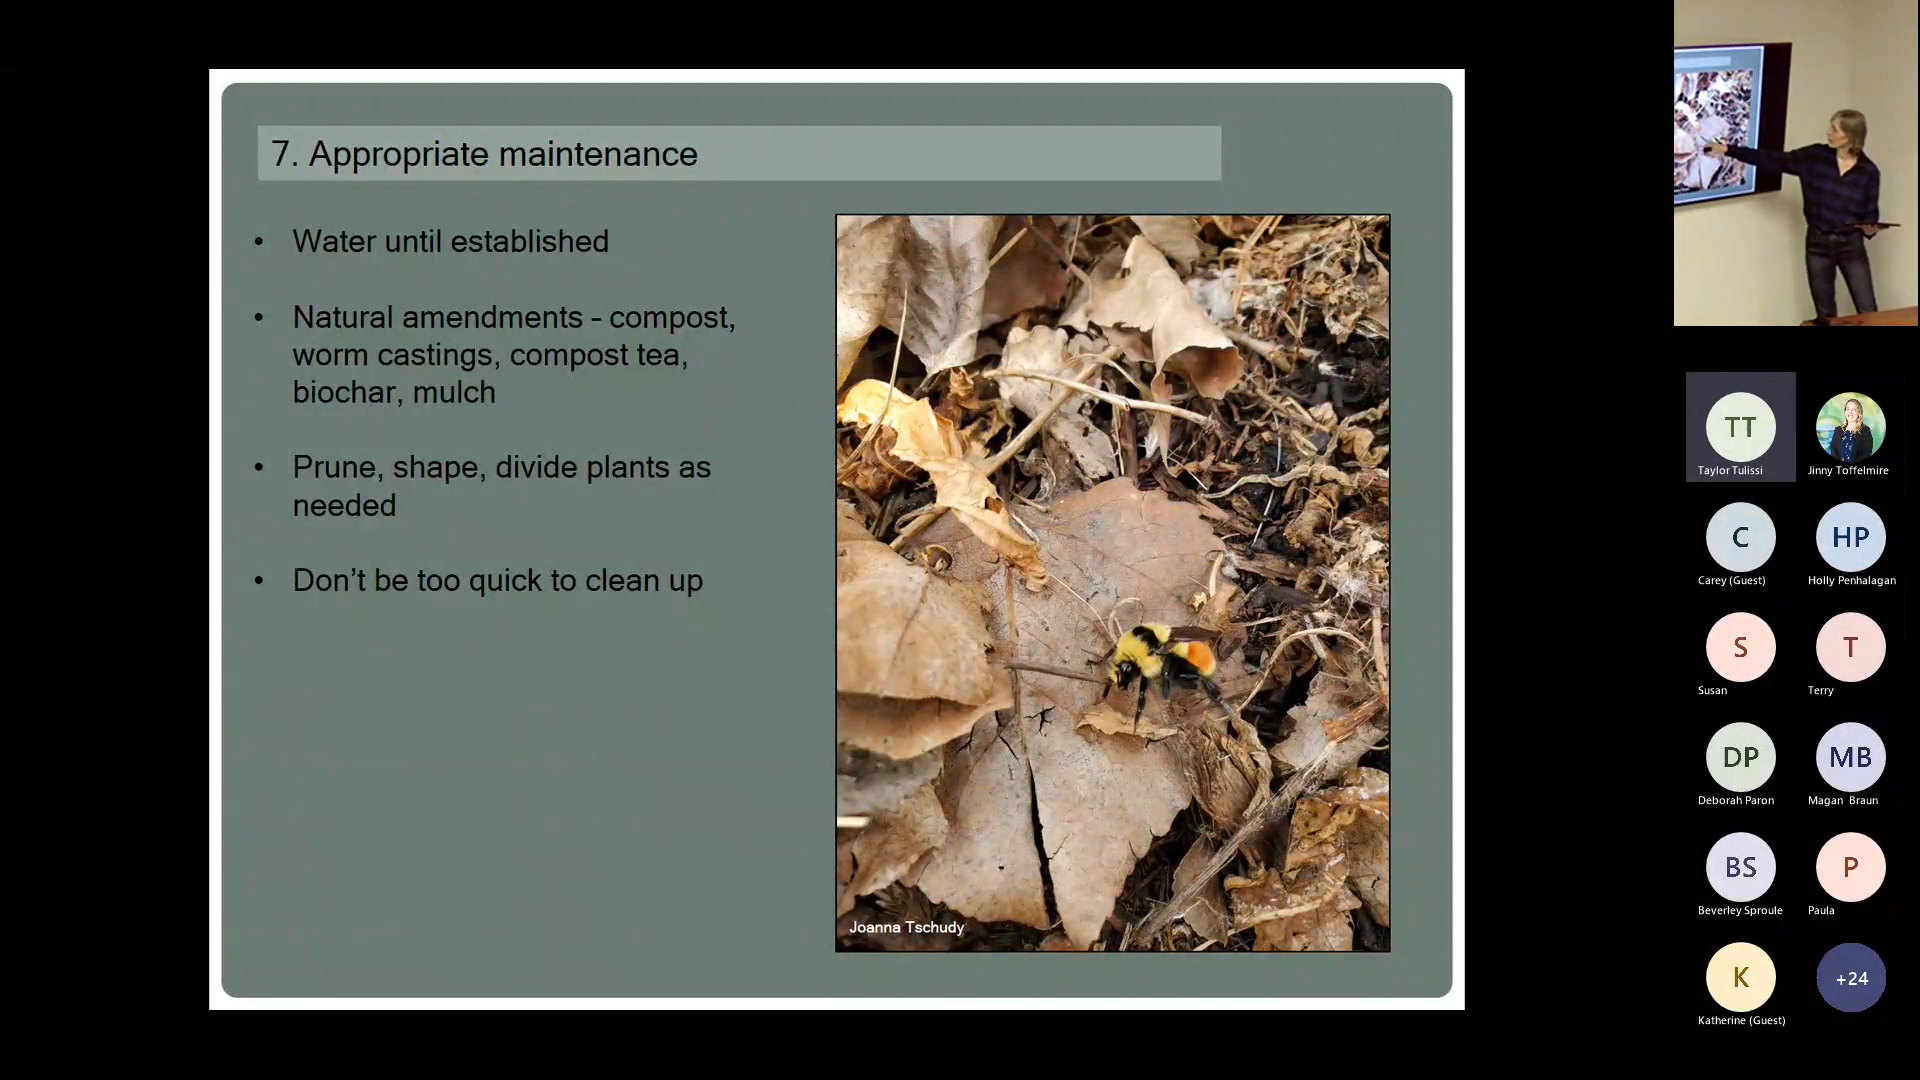 7. Appropriate maintenance
• Water until established
• Natural amendments - compost,
worm castings, compost tea,
biochar, mulch
• Prune, shape, divide plants as
needed
• Don't be too quick to clean up
Joanna Tschudy
TT
Taylor Tulissi
Jinny Toffelmire
C
Carey (Guest)
HP
Holly Penhalagan
S
Susan
T
Terry
DP
Deborah Paron
MB
Magan Braun
BS
Beverley Sproule
P
Paula
K
Katherine (Guest)
+24